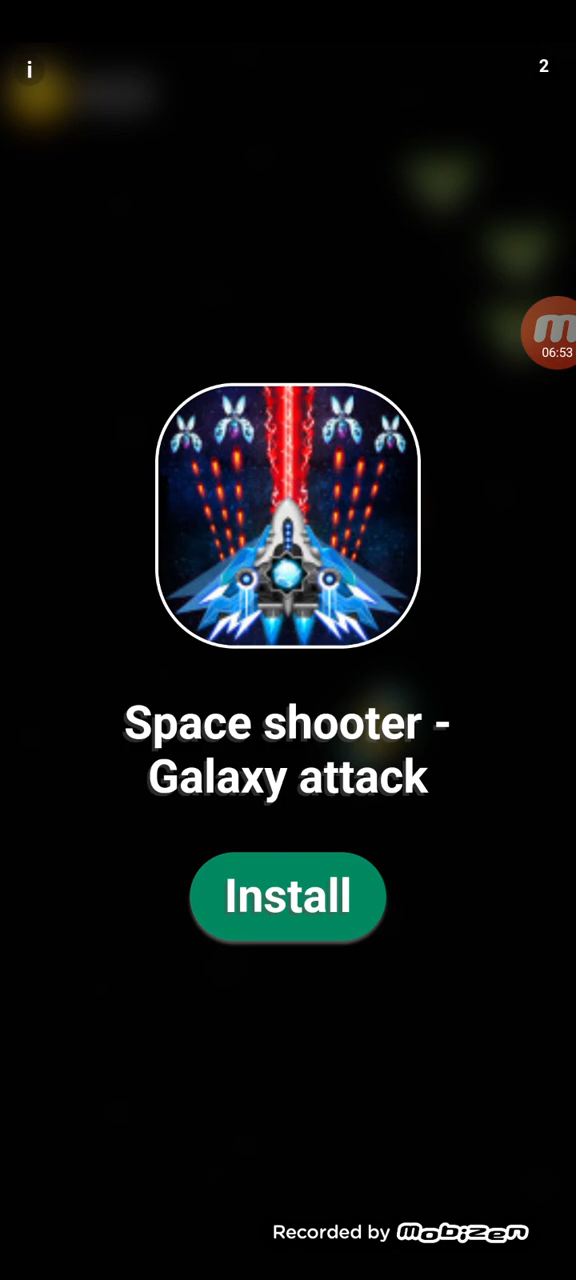 i
2
m
06:53
Space shooter -
Galaxy attack
Install
Recorded by mobizen